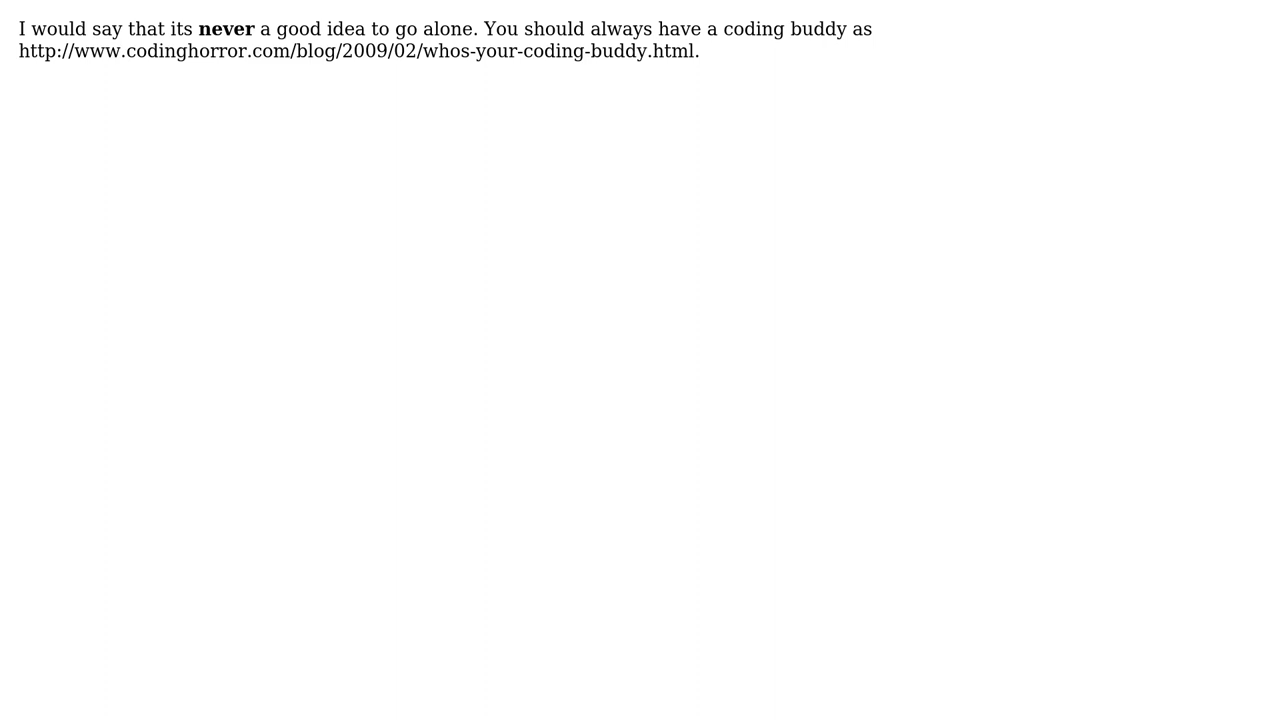 I would say that its never a good idea to go alone. You should always have a coding buddy as
http://www.codinghorror.com/blog/2009/02/whos-your-coding-buddy.html.